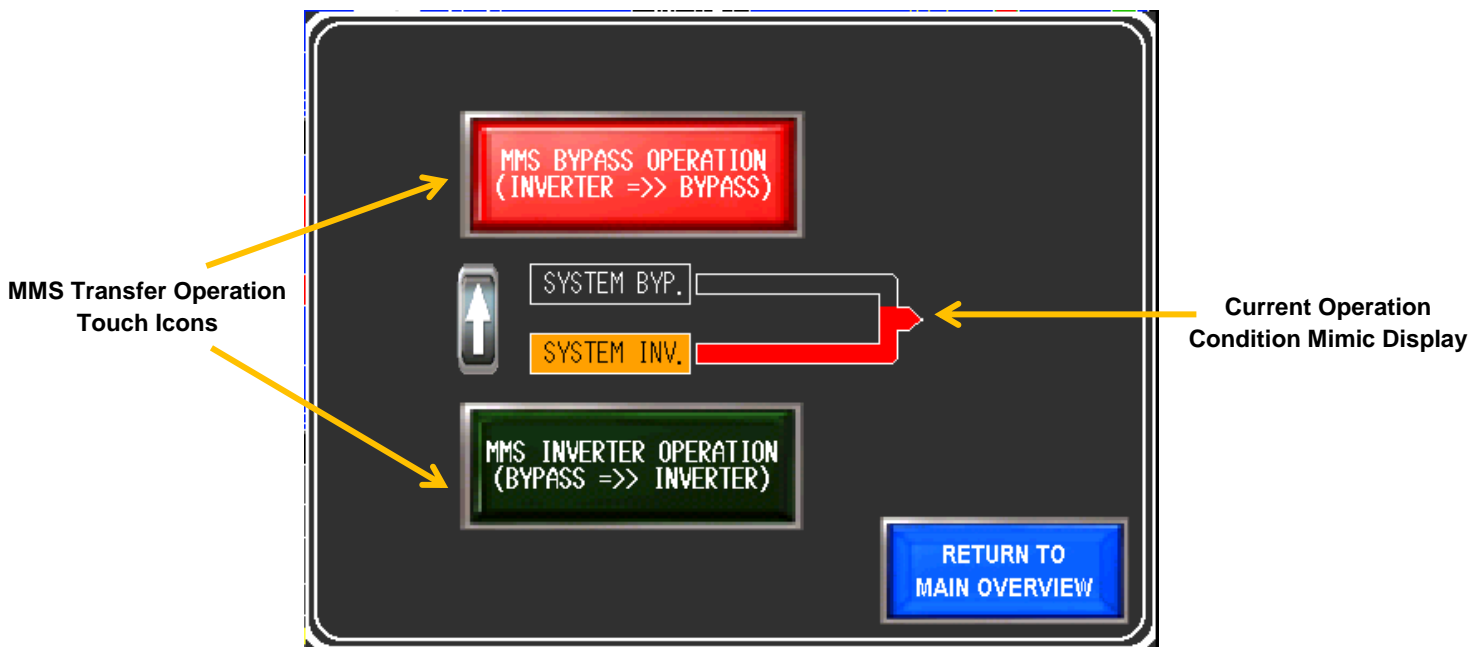 MMS BYPASS OPERATION
(INVERTER =>> BYPASS)
MMS Transfer Operation
Touch Icons
SYSTEM BYP.
SYSTEM INV.
Current Operation
Condition Mimic Display
MMS INVERTER OPERATION
(BYPASS =>> INVERTER)
RETURN TO
MAIN OVERVIEW